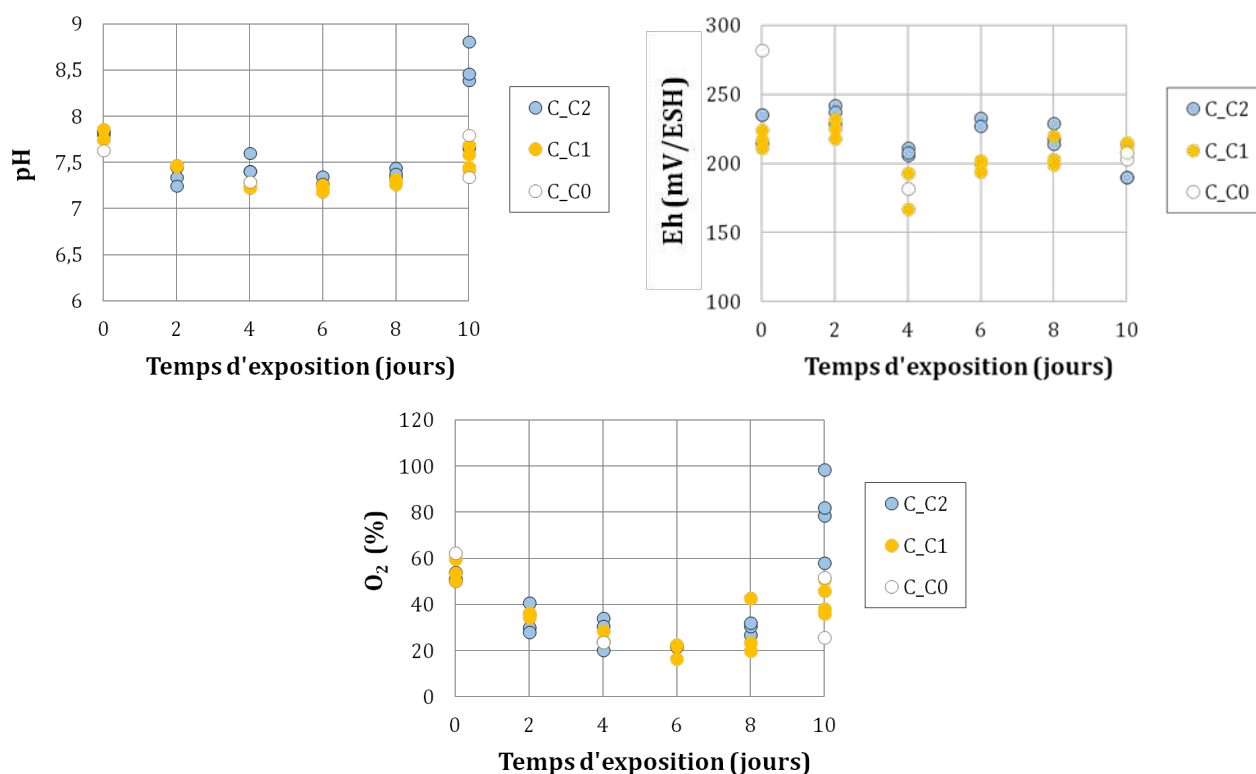 pH
9
8,5
8
7,5
7
6,5
6
0 2 4 6 8 10
Temps d'exposition (jours)
C_C2
C_C1
C_C0
Eh (mV/ESH)
300
250
200
150
100
0 2 4 6 8 10
Temps d'exposition (jours)
C_C2
C_C1
C_C0
O₂ (%)
120
100
80
60
40
20
0
0 2 4 6 8 10
Temps d'exposition (jours)
C_C2
C_C1
C_C0